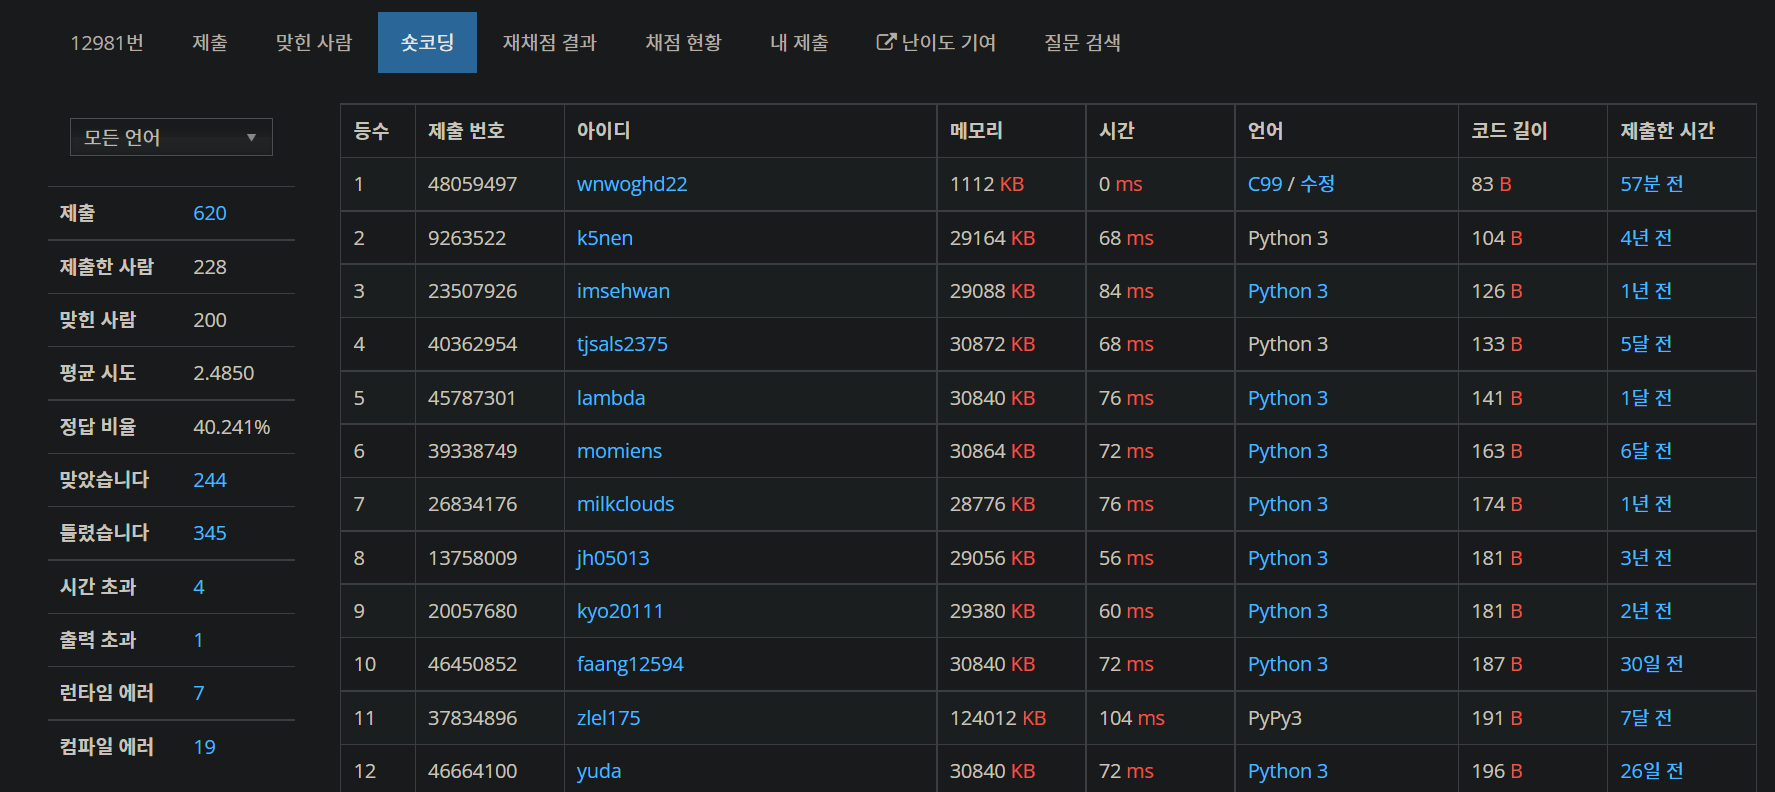 12981번 제출 맞힌 사람 숏코딩 재채점 결과 채점 현황 내 제출 난이도 기여 질문 검색
모든 언어
제출 620
제출한 사람 228
맞힌 사람 200
평균 시도 2.4850
정답 비율 40.241%
맞았습니다 244
틀렸습니다 345
시간 초과 4
출력 초과 1
런타임 에러 7
컴파일 에러 19
등수 제출 번호 아이디 메모리 시간 언어 코드 길이 제출한 시간
1 48059497 wnwoghd22 1112 KB 0 ms C99 / 수정 83 B 57분 전
2 9263522 k5nen 29164 KB 68 ms Python 3 104 B 4년 전
3 23507926 imsehwan 29088 KB 84 ms Python 3 126 B 1년 전
4 40362954 tjsals2375 30872 KB 68 ms Python 3 133 B 5달 전
5 45787301 lambda 30840 KB 76 ms Python 3 141 B 1달 전
6 39338749 momiens 30864 KB 72 ms Python 3 163 B 6달 전
7 26834176 milkclouds 28776 KB 76 ms Python 3 174 B 1년 전
8 13758009 jh05013 29056 KB 56 ms Python 3 181 B 3년 전
9 20057680 kyo20111 29380 KB 60 ms Python 3 181 B 2년 전
10 46450852 faang12594 30840 KB 72 ms Python 3 187 B 30일 전
11 37834896 zlel175 124012 KB 104 ms PyPy3 191 B 7달 전
12 46664100 yuda 30840 KB 72 ms Python 3 196 B 26일 전